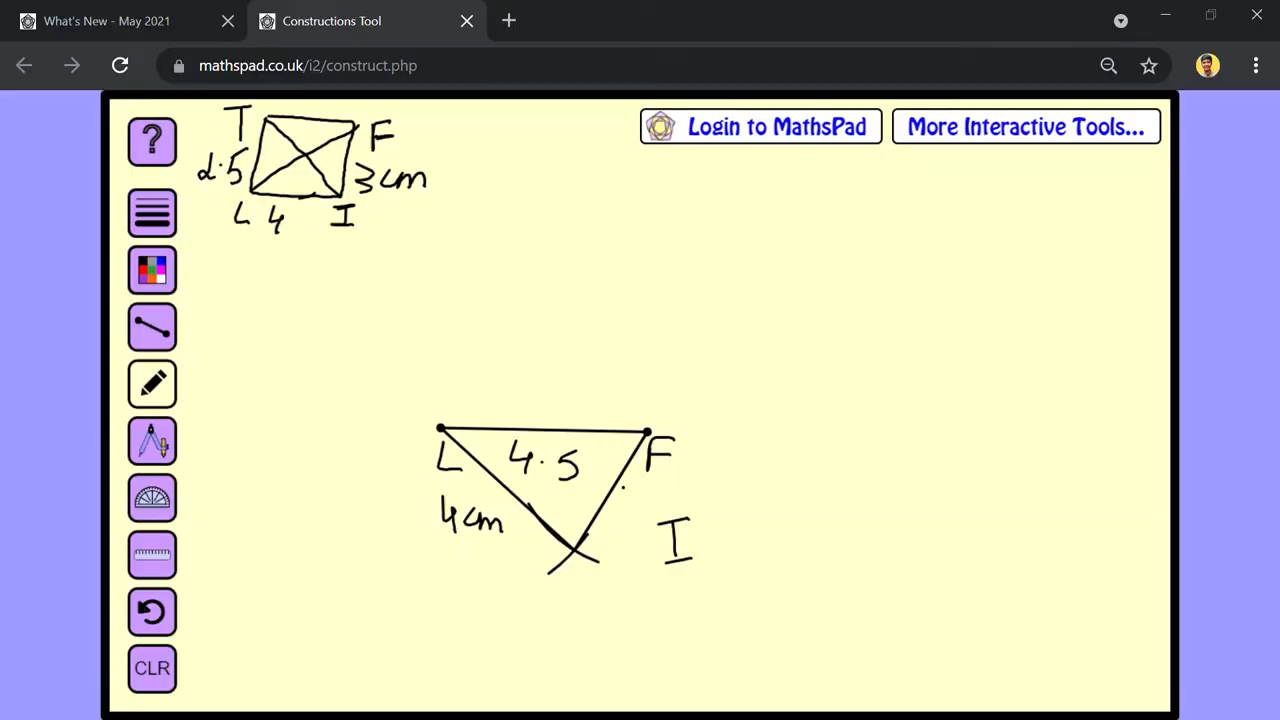 What's New - May 2021
Constructions Tool
mathspad.co.uk/i2/construct.php
?
Login to MathsPad
More Interactive Tools...
T
F
2.5
3cm
L 4 I
L
4.5
F
4cm
I
CLR